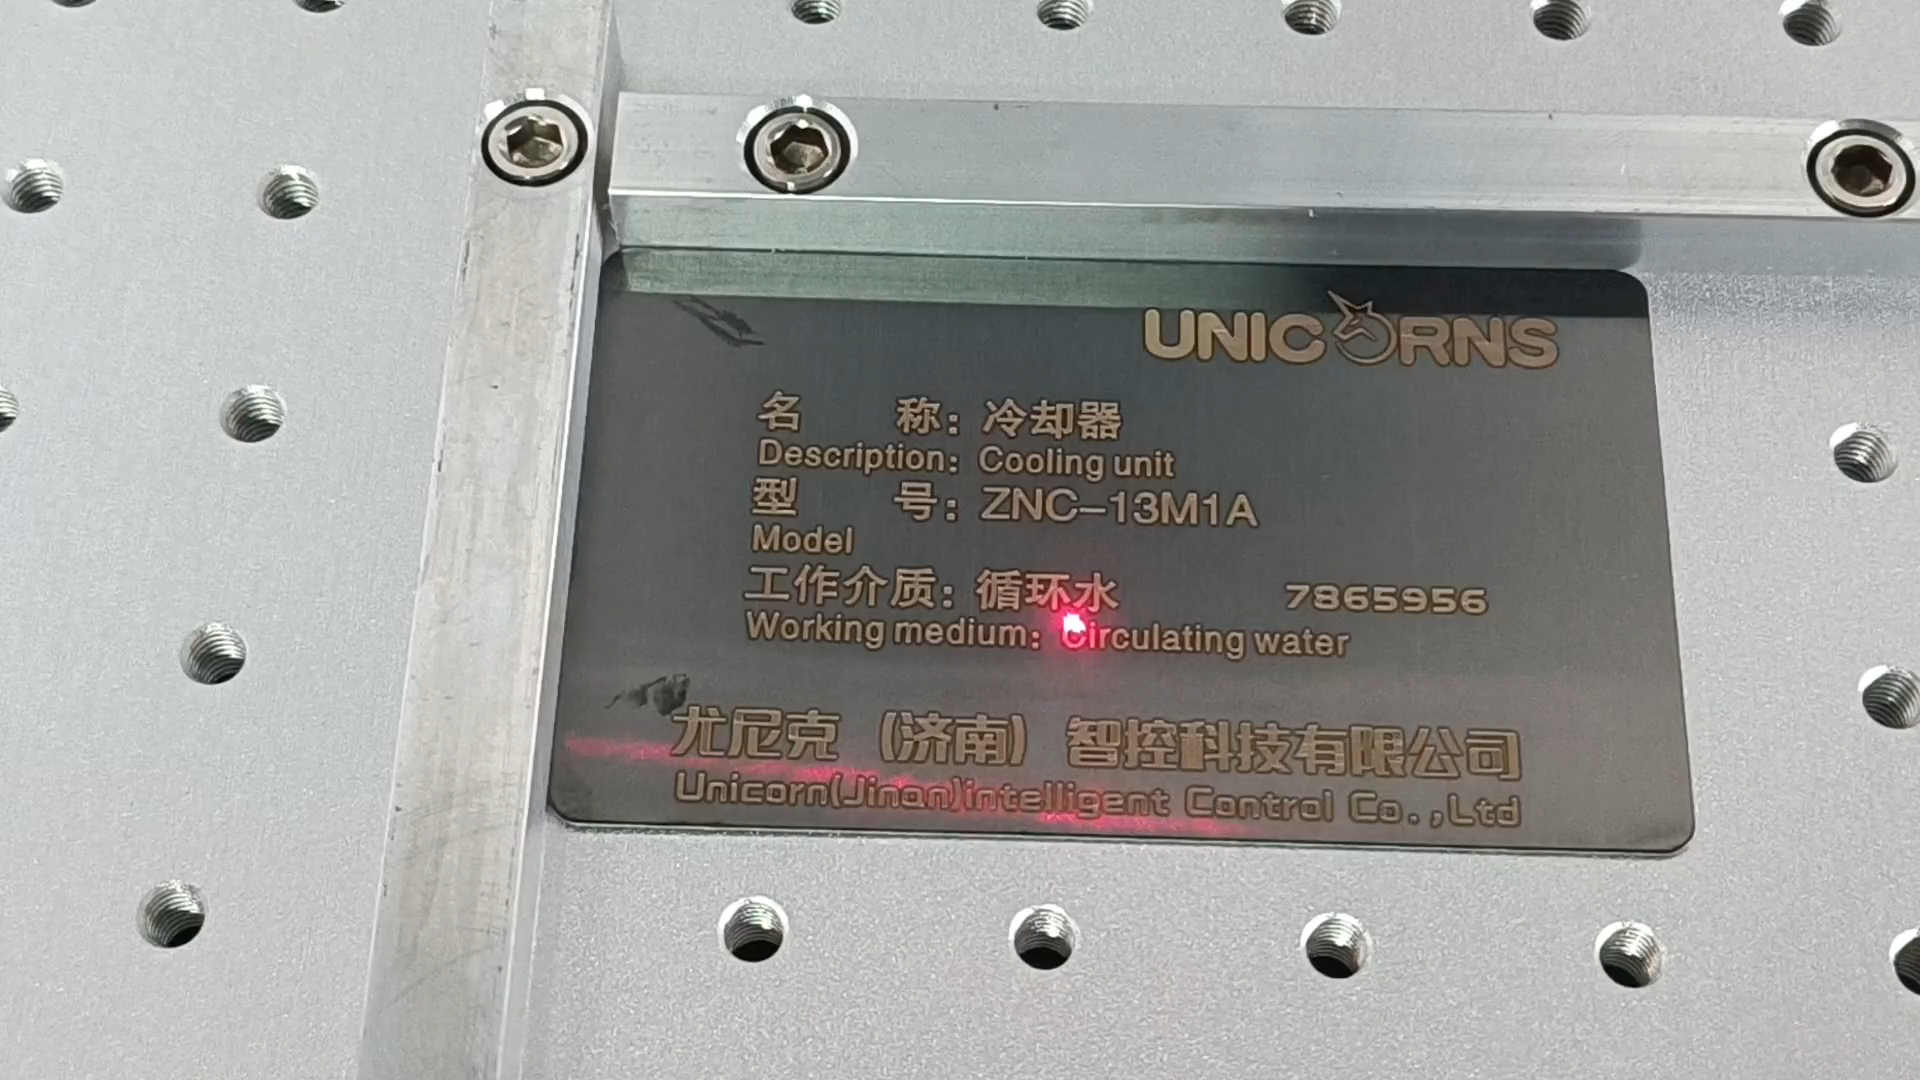 UNICORNS
名 称：冷却器
Description: Cooling unit
型 号：ZNC-13M1A
Model
工作介质：循环水 7865956
Working medium: Circulating water
尤尼克（济南）智控科技有限公司
Unicorn(Jinan)intelligent Control Co.,Ltd